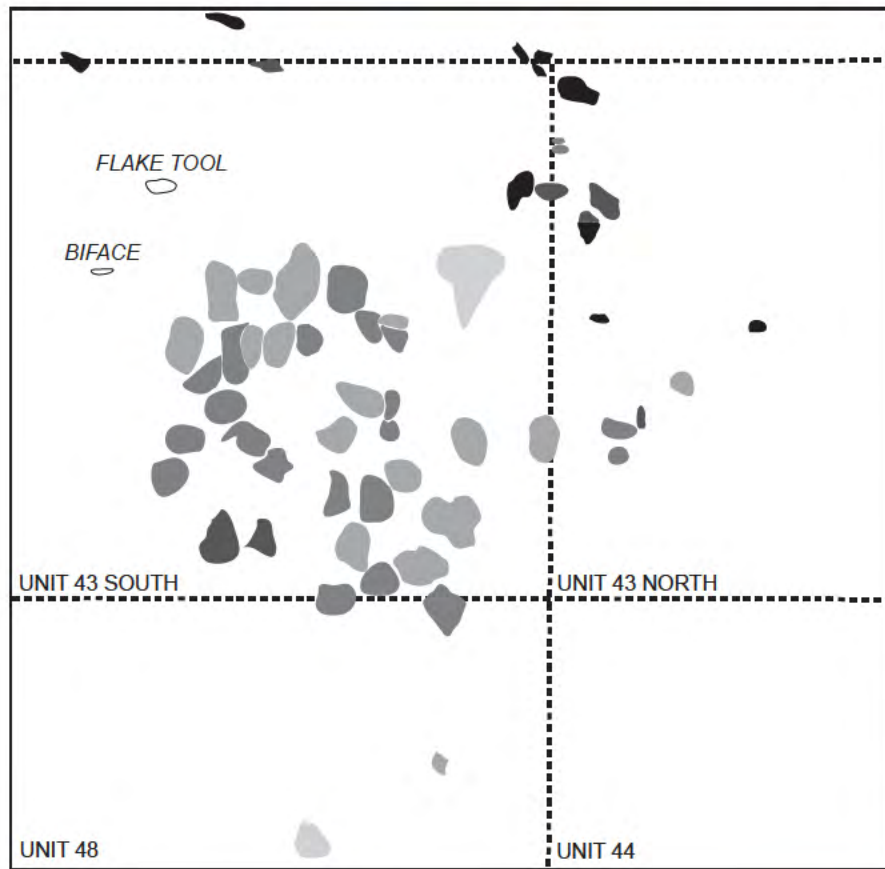 FLAKE TOOL
BIFACE
UNIT 43 SOUTH
UNIT 43 NORTH
UNIT 48
UNIT 44